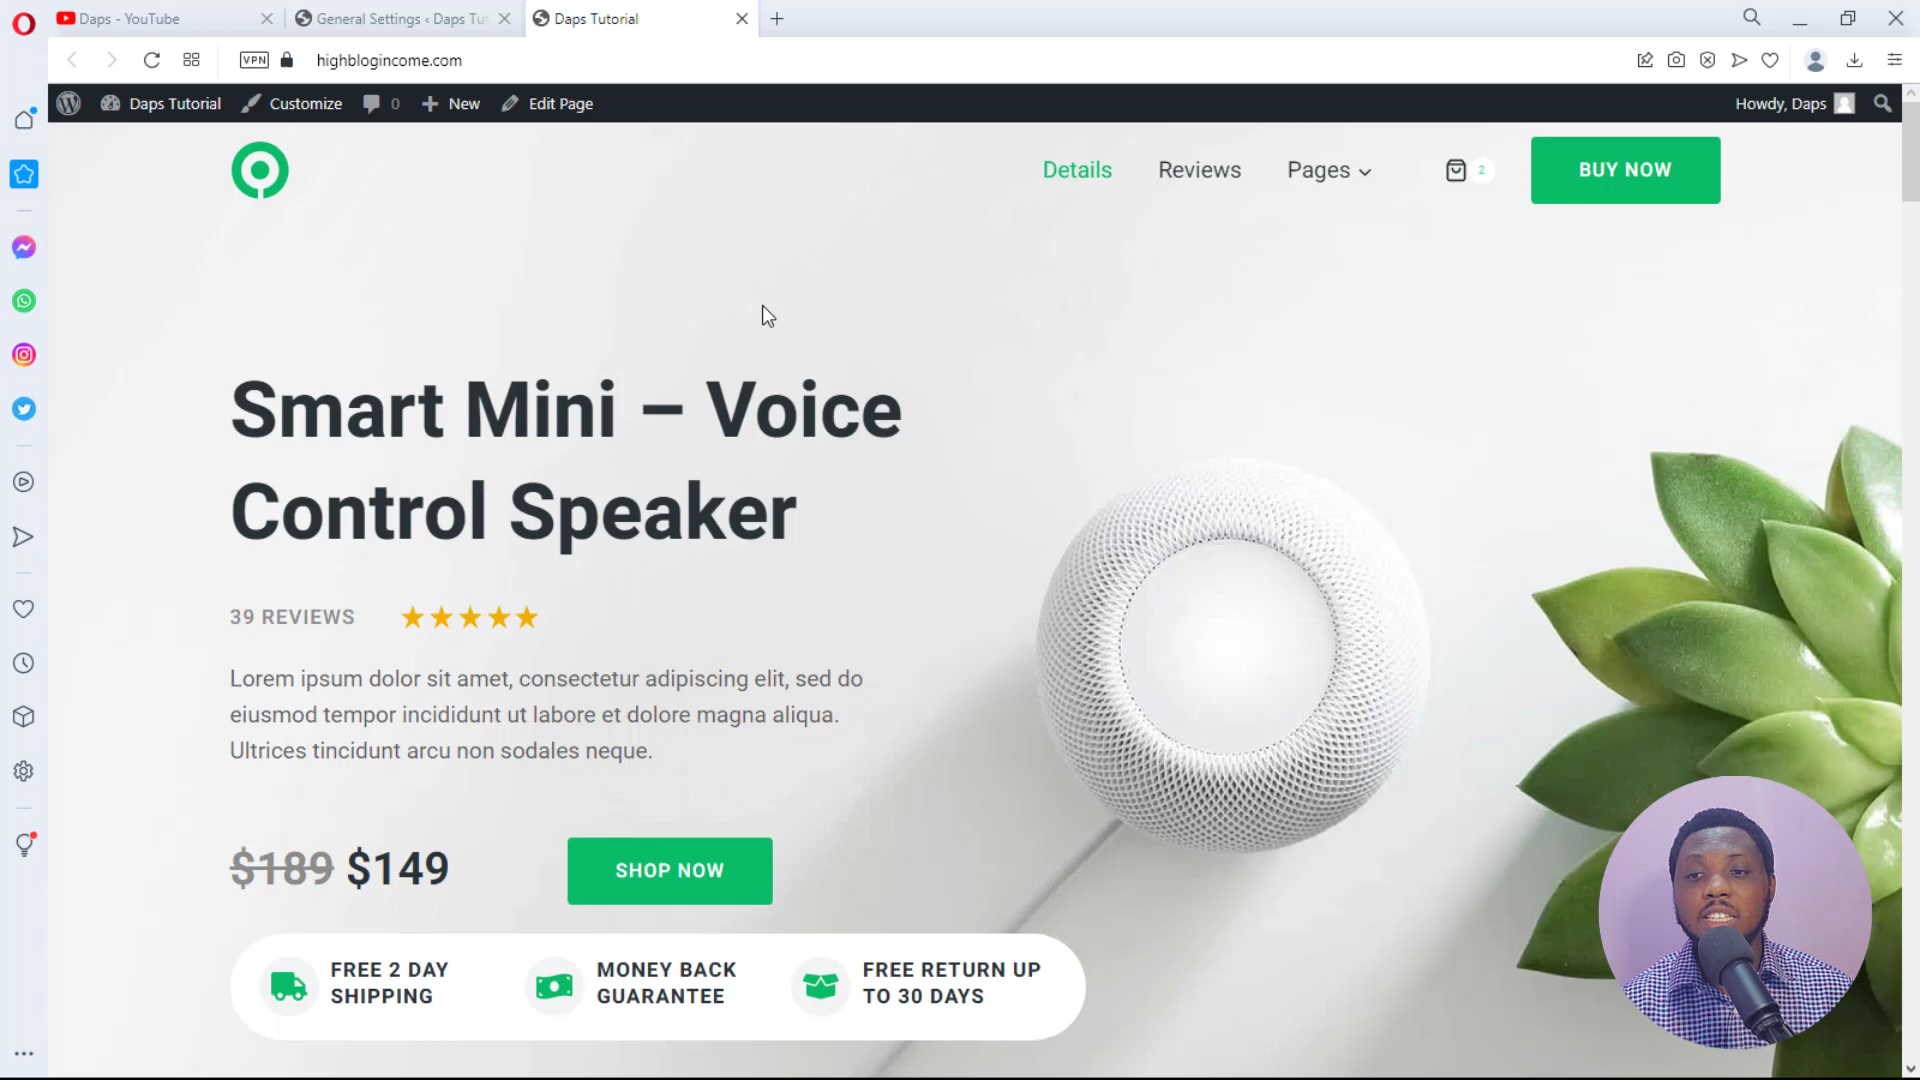 Daps - YouTube
General Settings ‹ Daps Tut
Daps Tutorial
VPN
highblogincome.com
Daps Tutorial
Customize
0
New
Edit Page
Howdy, Daps
Details
Reviews
Pages
2
BUY NOW
Smart Mini – Voice
Control Speaker
39 REVIEWS
Lorem ipsum dolor sit amet, consectetur adipiscing elit, sed do
eiusmod tempor incididunt ut labore et dolore magna aliqua.
Ultrices tincidunt arcu non sodales neque.
$189 $149
SHOP NOW
FREE 2 DAY
SHIPPING
MONEY BACK
GUARANTEE
FREE RETURN UP
TO 30 DAYS